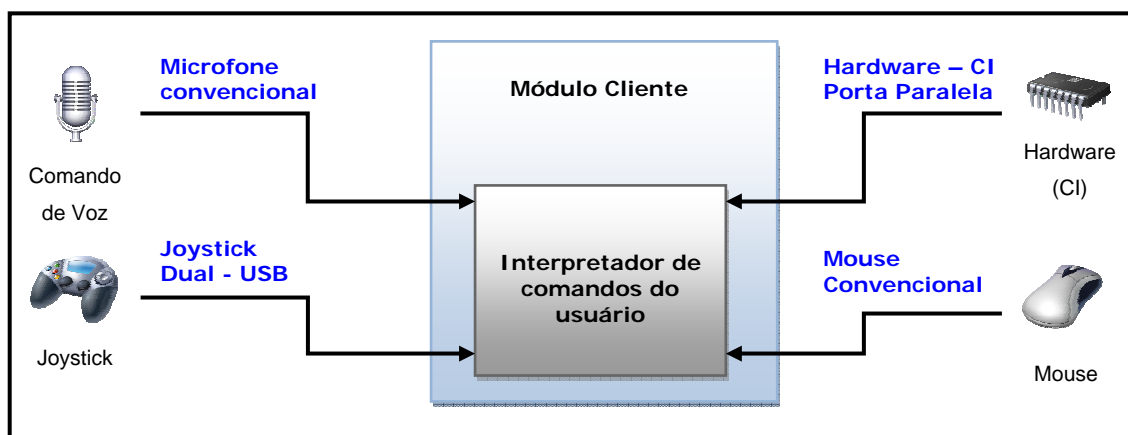 Microfone
convencional
Comando
de Voz
Joystick
Dual - USB
Joystick
Módulo Cliente
Interpretador de
comandos do
usuário
Hardware – CI
Porta Paralela
Hardware
(CI)
Mouse
Convencional
Mouse